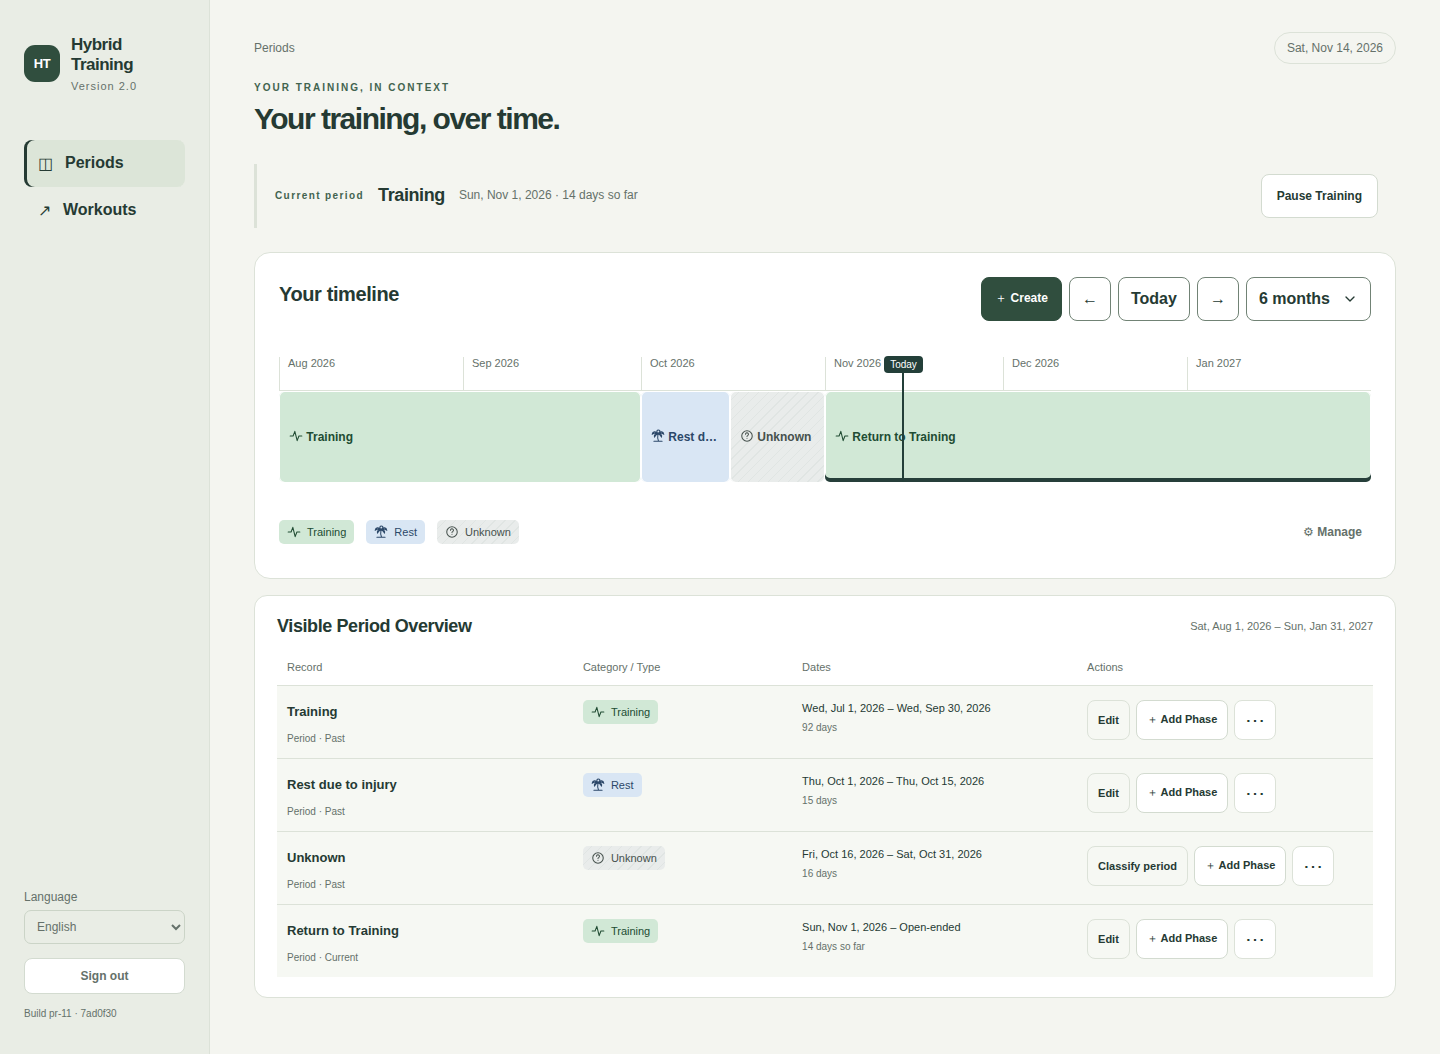 HT
Hybrid
Training
Version 2.0
Periods
Workouts
Language
English
Sign out
Build pr-11 · 7ad0f30
Periods
Sat, Nov 14, 2026
YOUR TRAINING, IN CONTEXT
Your training, over time.
Current period Training Sun, Nov 1, 2026 · 14 days so far
Pause Training
Your timeline
+ Create
←
Today
→
6 months
Aug 2026 Sep 2026 Oct 2026 Nov 2026 Today Dec 2026 Jan 2027
Training Rest d… Unknown Return to Training
Training Rest Unknown
Manage
Visible Period Overview
Sat, Aug 1, 2026 – Sun, Jan 31, 2027
Record Category / Type Dates Actions
Training Training Wed, Jul 1, 2026 – Wed, Sep 30, 2026 Edit + Add Phase ···
Period · Past 92 days
Rest due to injury Rest Thu, Oct 1, 2026 – Thu, Oct 15, 2026 Edit + Add Phase ···
Period · Past 15 days
Unknown Unknown Fri, Oct 16, 2026 – Sat, Oct 31, 2026 Classify period + Add Phase ···
Period · Past 16 days
Return to Training Training Sun, Nov 1, 2026 – Open-ended Edit + Add Phase ···
Period · Current 14 days so far